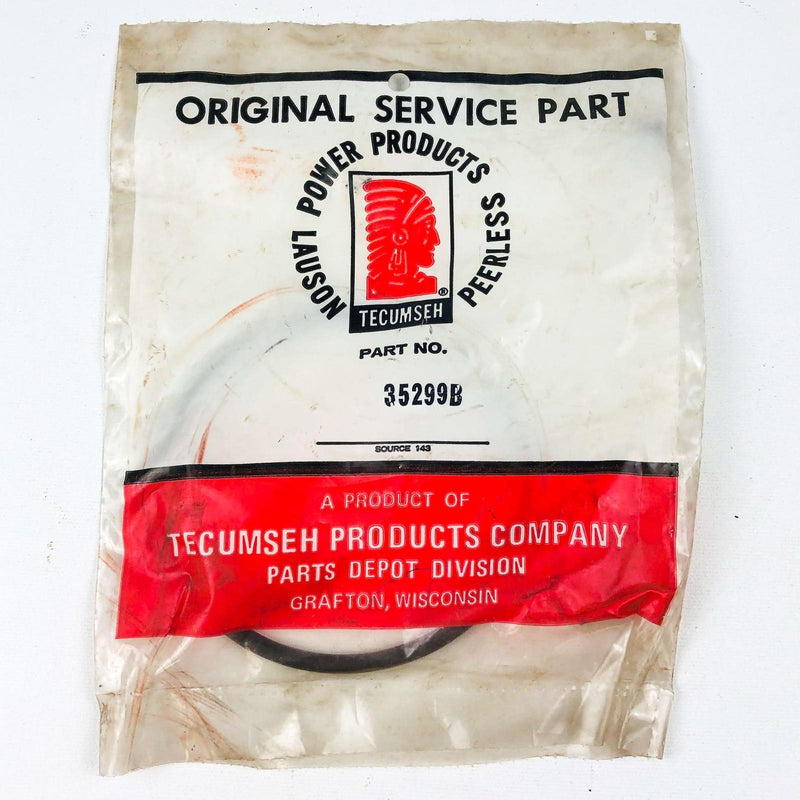 ORIGINAL SERVICE PART
LAUSON POWER PRODUCTS PEERLESS
®
TECUMSEH
PART NO.
35299B
SOURCE 143
A PRODUCT OF
TECUMSEH PRODUCTS COMPANY
PARTS DEPOT DIVISION
GRAFTON, WISCONSIN